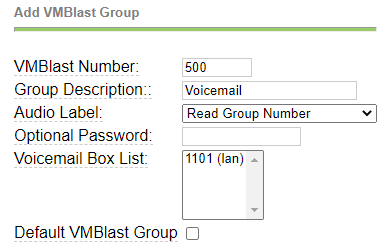 Add VMBlast Group
VMBlast Number: 500
Group Description:: Voicemail
Audio Label: Read Group Number
Optional Password:
Voicemail Box List: 1101 (Ian)
Default VMBlast Group